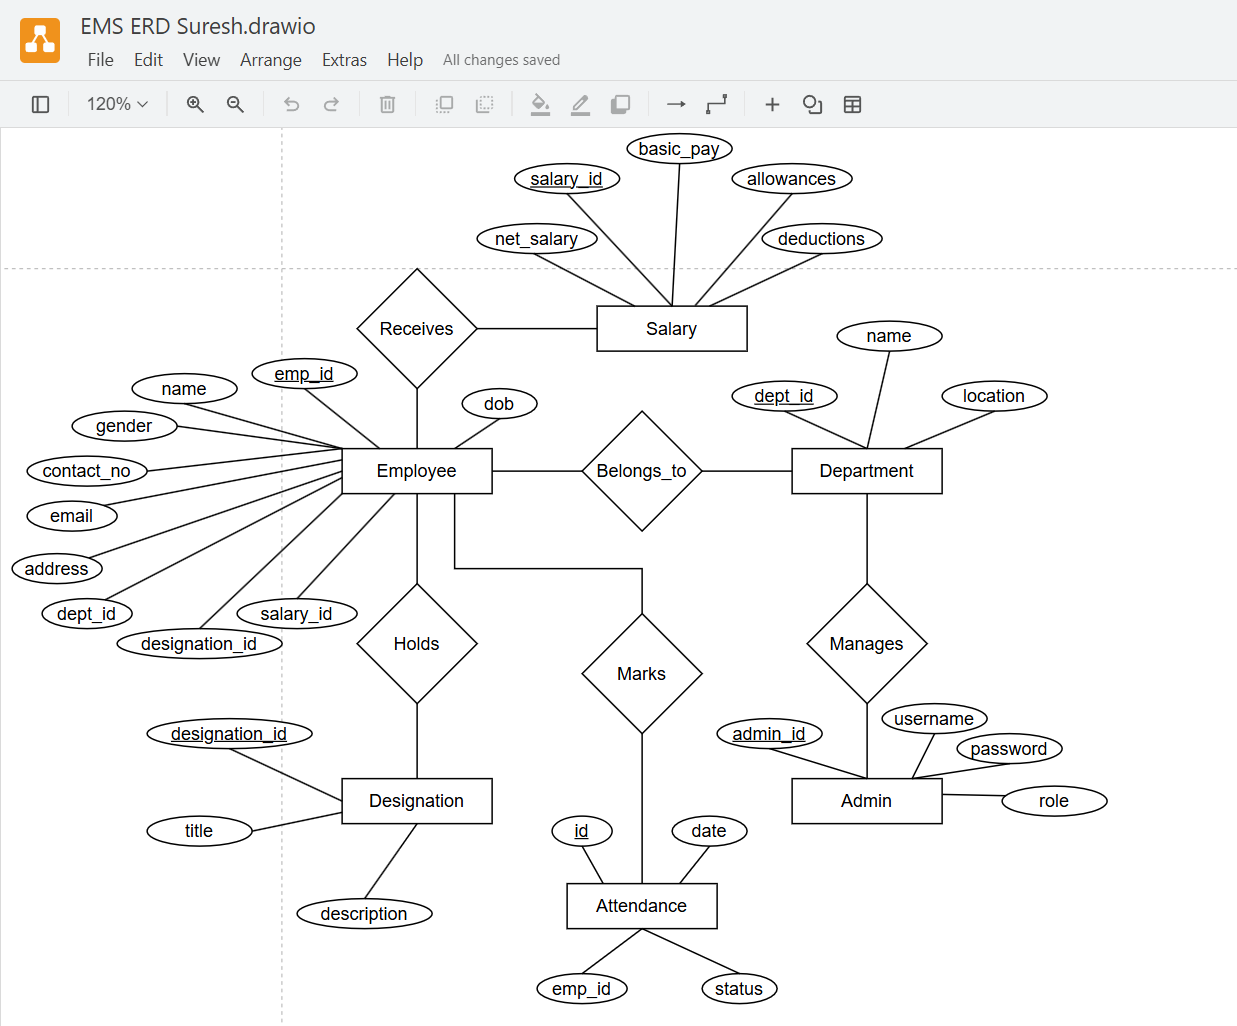 EMS ERD Suresh.drawio
File Edit View Arrange Extras Help All changes saved
120%
basic_pay
salary_id
allowances
net_salary
deductions
Receives
Salary
name
emp_id
name
dob
dept_id
location
gender
contact_no
Employee
Belongs_to
Department
email
address
dept_id
salary_id
designation_id
Holds
Marks
Manages
designation_id
admin_id
username
password
Designation
Admin
role
title
id
date
description
Attendance
emp_id
status